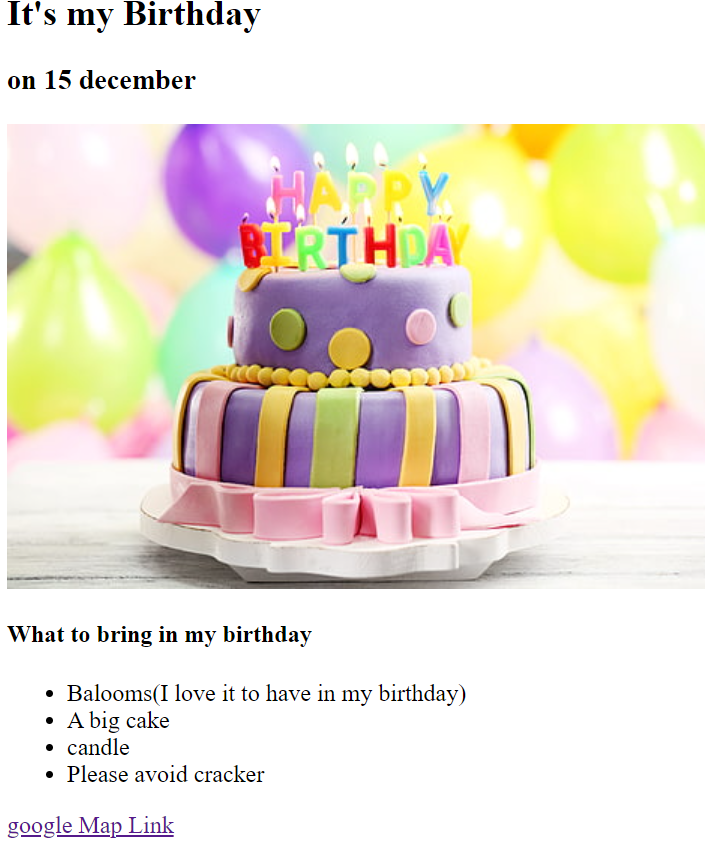 It's my Birthday
on 15 december
HAPPY
BIRTHDAY
What to bring in my birthday
Balooms(I love it to have in my birthday)
A big cake
candle
Please avoid cracker
google Map Link